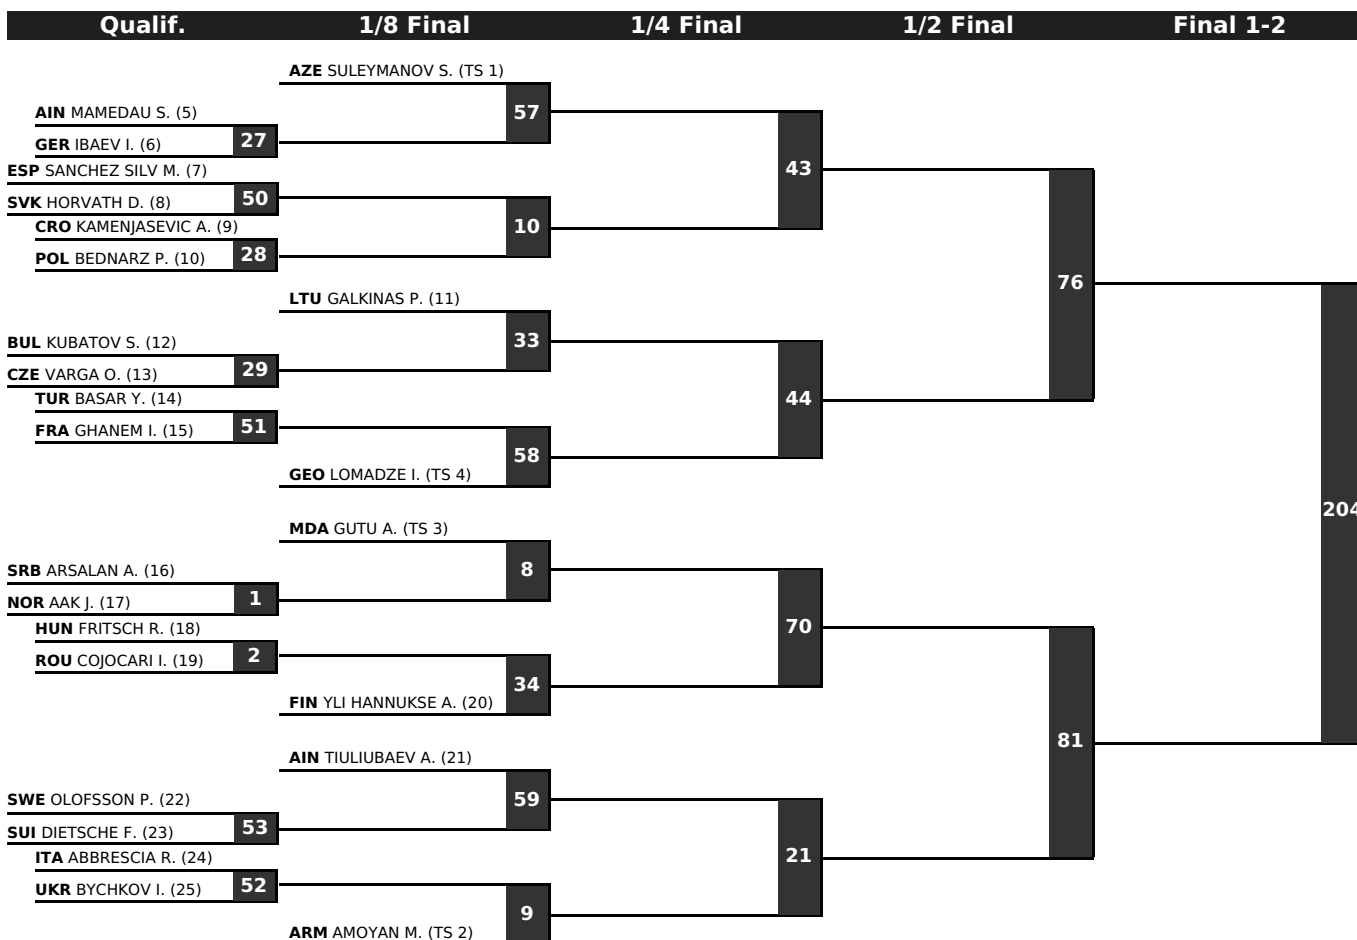 Qualif. 1/8 Final 1/4 Final 1/2 Final Final 1-2
AZE SULEYMANOV S. (TS 1)
57
AIN MAMEDAU S. (5)
27
GER IBAEV I. (6)
ESP SANCHEZ SILV M. (7)
43
50
SVK HORVATH D. (8)
CRO KAMENJASEVIC A. (9)
10
28
POL BEDNARZ P. (10)
76
LTU GALKINAS P. (11)
33
BUL KUBATOV S. (12)
29
CZE VARGA O. (13)
TUR BASAR Y. (14)
44
51
FRA GHANEM I. (15)
58
GEO LOMADZE I. (TS 4)
204
MDA GUTU A. (TS 3)
8
SRB ARSALAN A. (16)
1
NOR AAK J. (17)
HUN FRITSCH R. (18)
70
2
ROU COJOCARI I. (19)
34
FIN YLI HANNUKSE A. (20)
81
AIN TIULIUBAEV A. (21)
59
SWE OLOFSSON P. (22)
53
SUI DIETSCHE F. (23)
ITA ABBRESCIA R. (24)
21
52
UKR BYCHKOV I. (25)
9
ARM AMOYAN M. (TS 2)